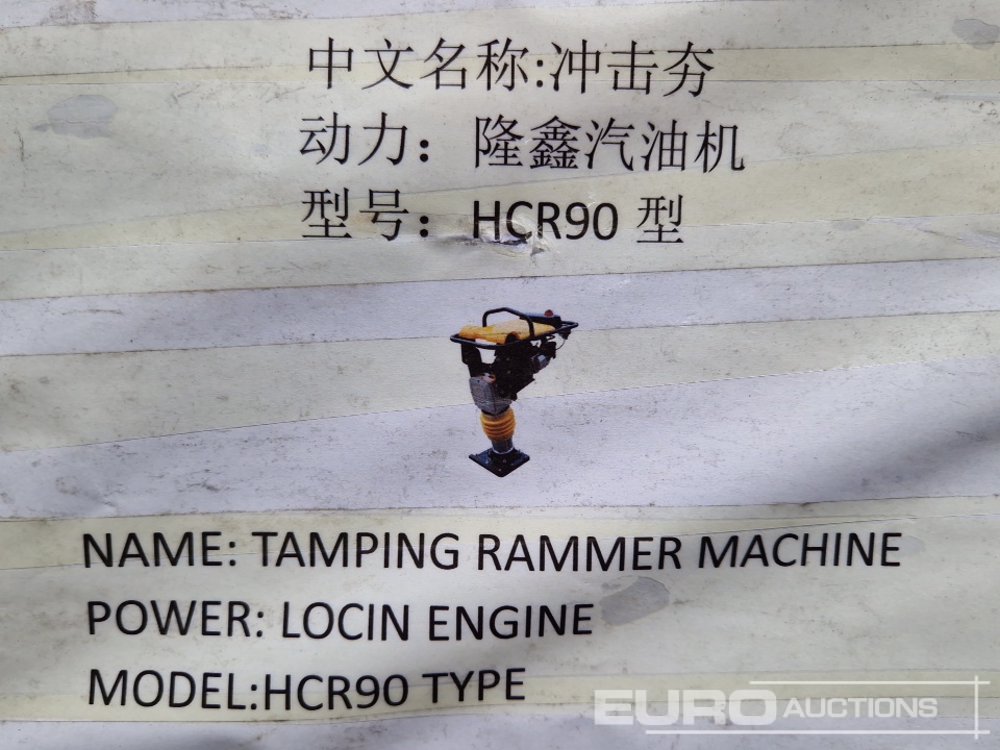 中文名称:冲击夯
动力：隆鑫汽油机
型号：HCR90 型
NAME: TAMPING RAMMER MACHINE
POWER: LOCIN ENGINE
MODEL:HCR90 TYPE
EURO AUCTIONS